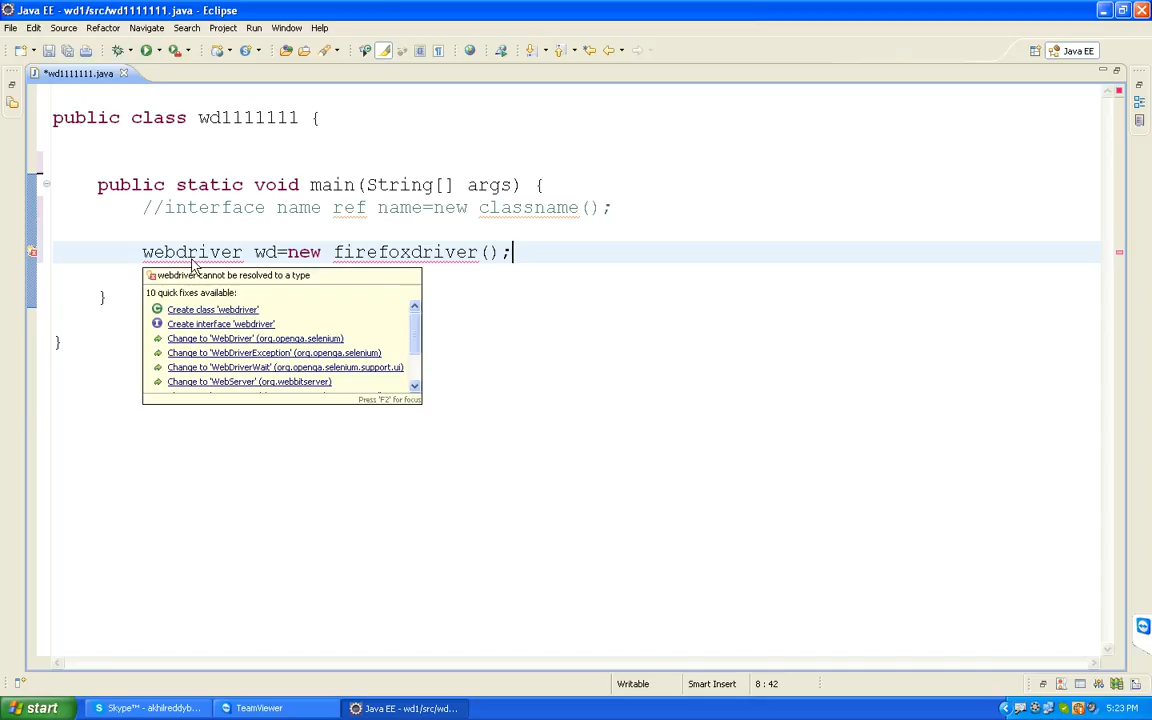 Java EE - wd1/src/wd1111111.java - Eclipse
File Edit Source Refactor Navigate Search Project Run Window Help
Java EE
*wd1111111.java
public class wd1111111 {
public static void main(String[] args) {
//interface name ref name=new classname();
webdriver wd=new firefoxdriver();
webdriver cannot be resolved to a type
10 quick fixes available:
Create class 'webdriver'
Create interface 'webdriver'
Change to 'WebDriver' (org.openqa.selenium)
Change to 'WebDriverException' (org.openqa.selenium)
Change to 'WebDriverWait' (org.openqa.selenium.support.ui)
Change to 'WebServer' (org.webbitserver)
Press 'F2' for focus
}
}
Writable Smart Insert 8 : 42
start Skype™ - akhilreddyb... TeamViewer Java EE - wd1/src/wd... 5:23 PM